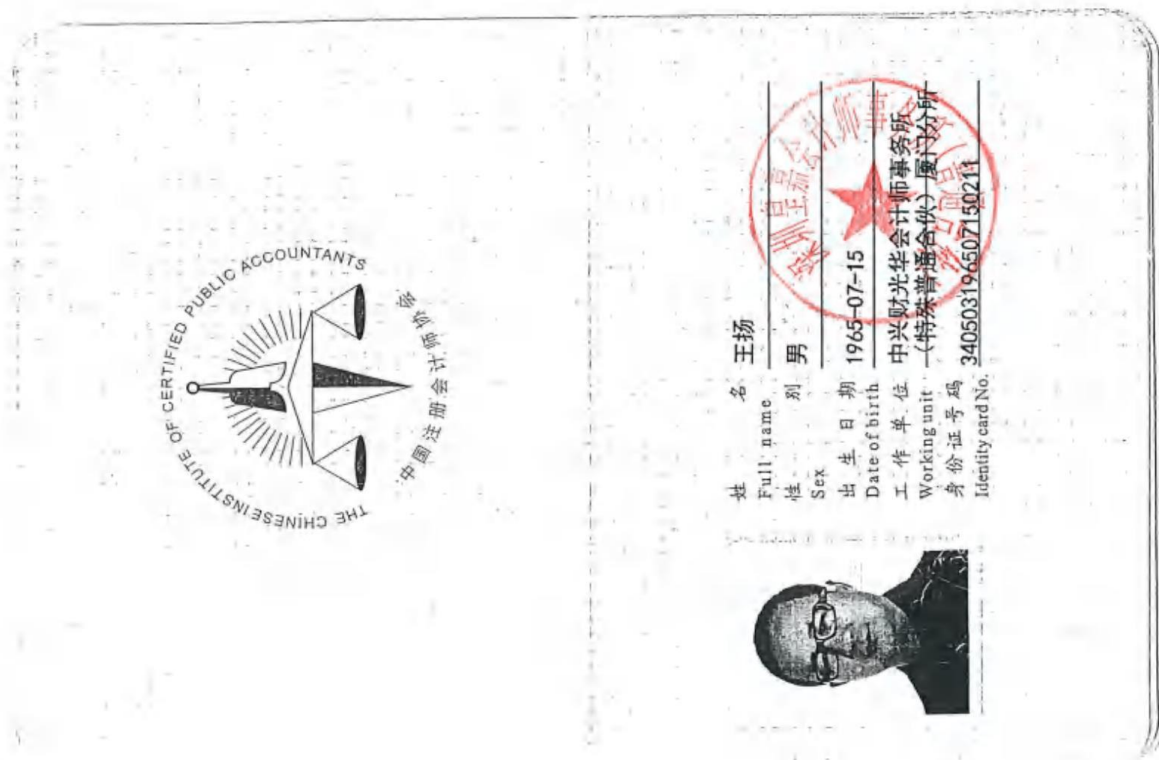 THE CHINESE INSTITUTE OF CERTIFIED PUBLIC ACCOUNTANTS
中国注册会计师协会
姓 名 王扬
Full name
性 别 男
Sex
出生日期 1965-07-15
Date of birth
工作单位 中兴财光华会计师事务所
Working unit (特殊普通合伙)厦门分所
身份证号码 340503196507150211
Identity card No.